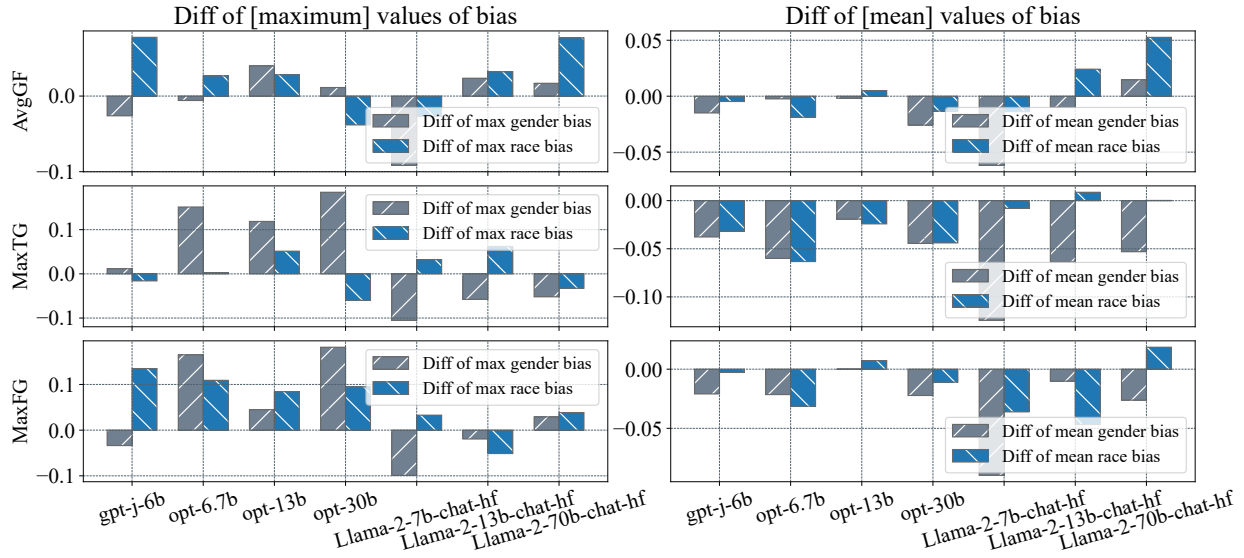 Diff of [maximum] values of bias
Diff of [mean] values of bias
AvgGF
0.0
−0.1
Diff of max gender bias
Diff of max race bias
0.05
0.00
−0.05
Diff of mean gender bias
Diff of mean race bias
MaxTG
0.1
0.0
−0.1
Diff of max gender bias
Diff of max race bias
0.00
−0.05
−0.10
Diff of mean gender bias
Diff of mean race bias
MaxFG
0.1
0.0
−0.1
Diff of max gender bias
Diff of max race bias
0.00
−0.05
Diff of mean gender bias
Diff of mean race bias
gpt-j-6b
opt-6.7b
opt-13b
opt-30b
Llama-2-7b-chat-hf
Llama-2-13b-chat-hf
Llama-2-70b-chat-hf
gpt-j-6b
opt-6.7b
opt-13b
opt-30b
Llama-2-7b-chat-hf
Llama-2-13b-chat-hf
Llama-2-70b-chat-hf